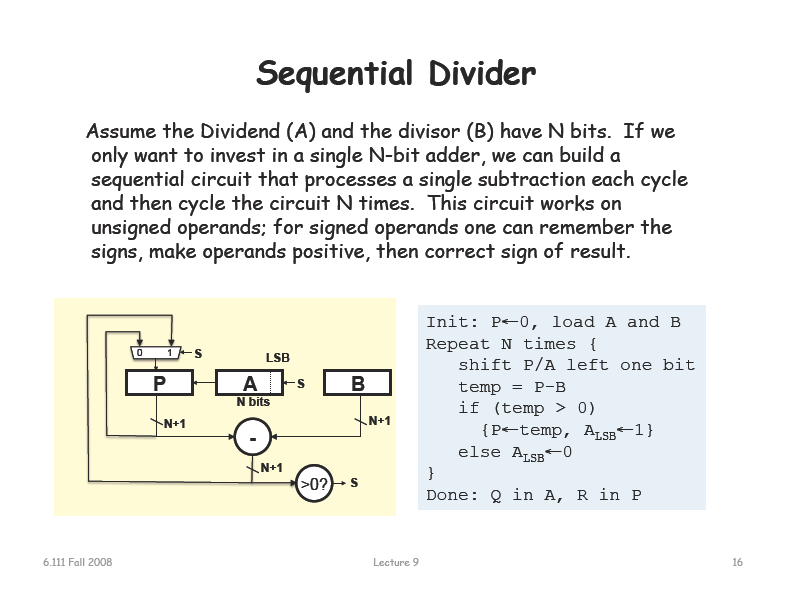 Sequential Divider
Assume the Dividend (A) and the divisor (B) have N bits. If we
only want to invest in a single N-bit adder, we can build a
sequential circuit that processes a single subtraction each cycle
and then cycle the circuit N times. This circuit works on
unsigned operands; for signed operands one can remember the
signs, make operands positive, then correct sign of result.
0 1 S
LSB
P A S B
N bits
N+1 N+1
-
N+1
>0? S
Init: P←0, load A and B
Repeat N times {
shift P/A left one bit
temp = P-B
if (temp > 0)
{P←temp, ALSB←1}
else ALSB←0
}
Done: Q in A, R in P
6.111 Fall 2008 Lecture 9 16